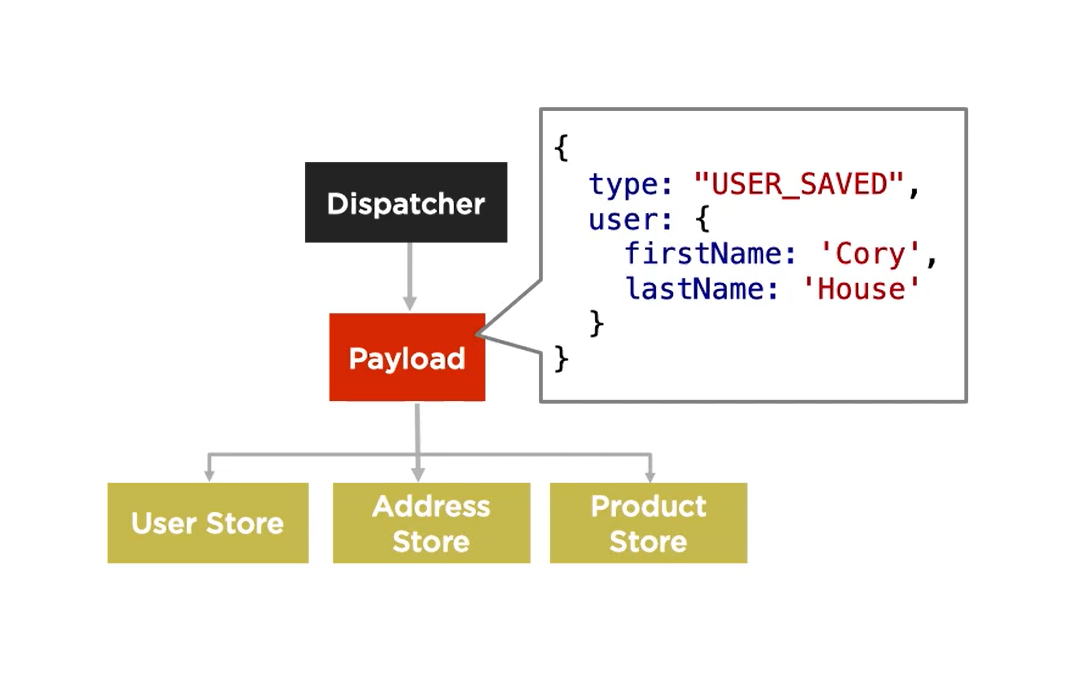 Dispatcher
{
type: "USER_SAVED",
user: {
firstName: 'Cory',
lastName: 'House'
}
}
Payload
User Store
Address
Store
Product
Store